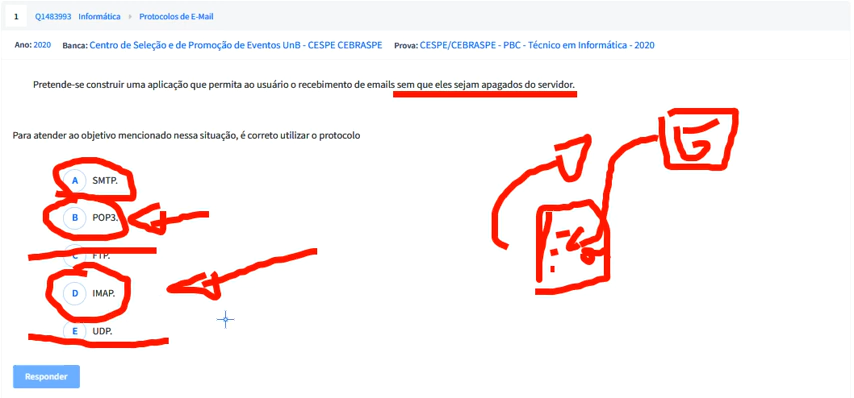 1 Q1483993 Informática > Protocolos de E-Mail
Ano: 2020 Banca: Centro de Seleção e de Promoção de Eventos UnB - CESPE CEBRASPE Prova: CESPE/CEBRASPE - PBC - Técnico em Informática - 2020
Pretende-se construir uma aplicação que permita ao usuário o recebimento de emails sem que eles sejam apagados do servidor.
Para atender ao objetivo mencionado nessa situação, é correto utilizar o protocolo
A SMTP.
B POP3.
C FTP.
D IMAP.
E UDP.
Responder